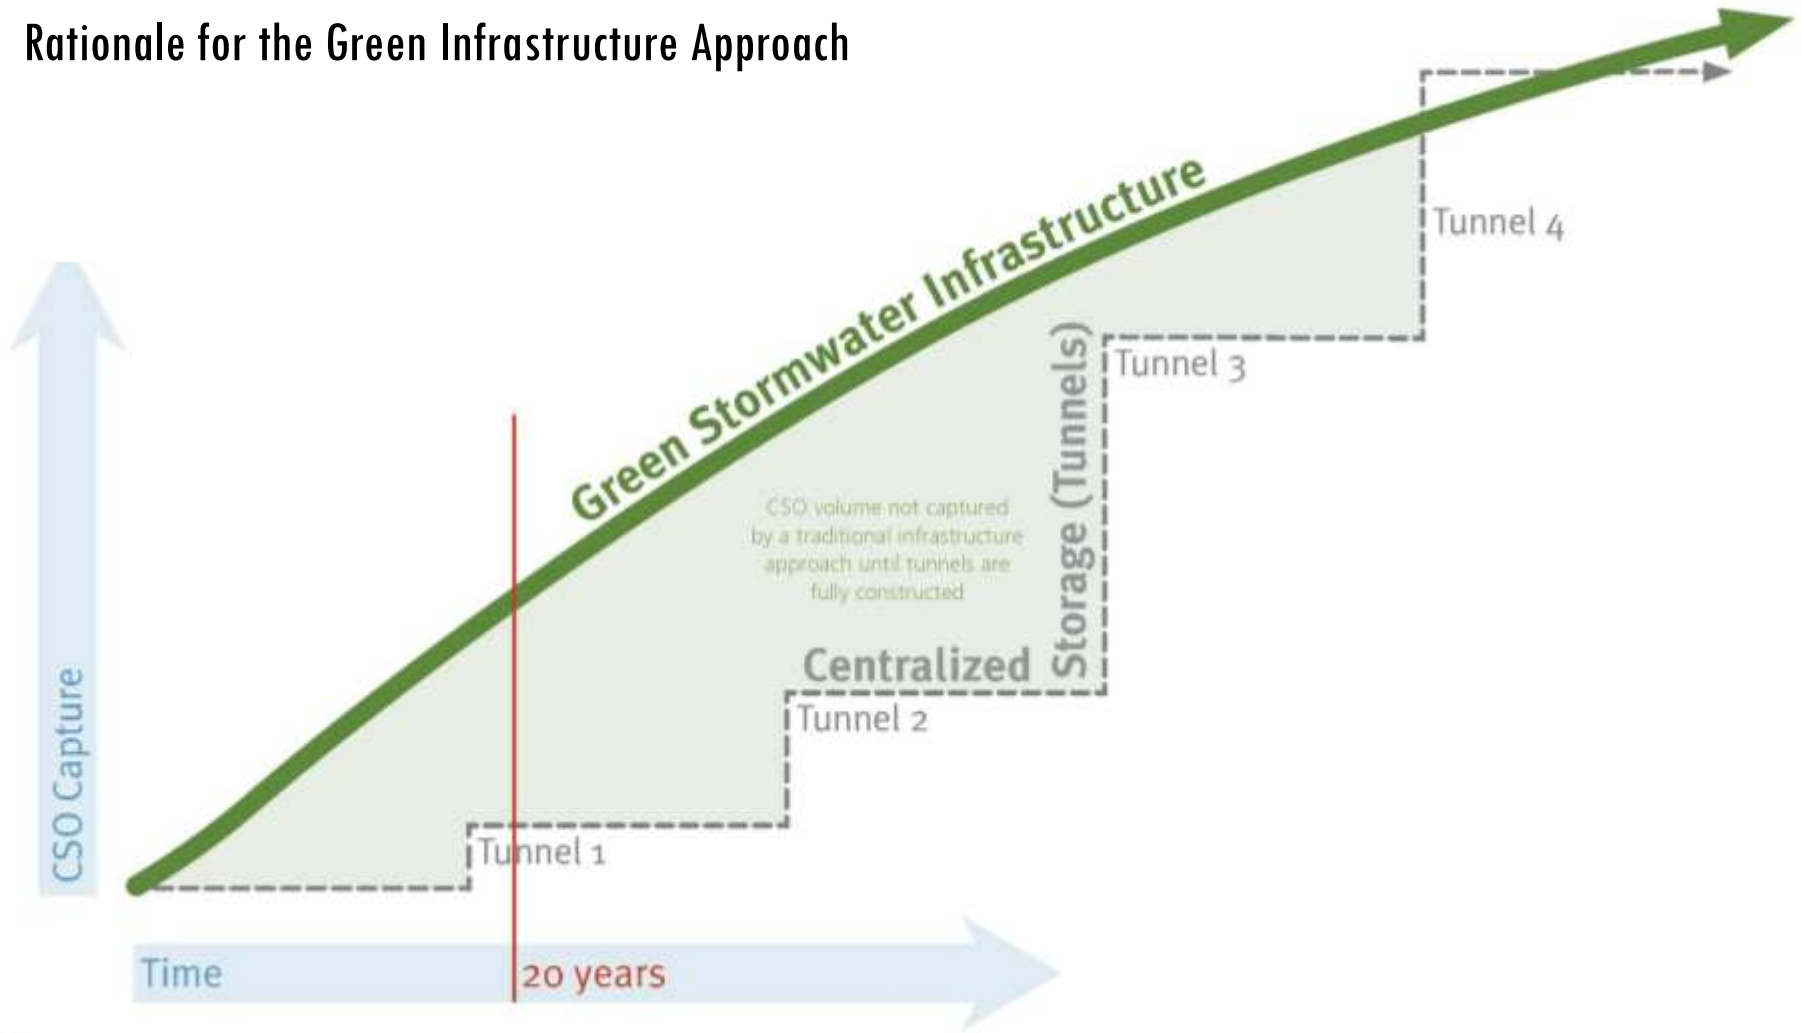 Rationale for the Green Infrastructure Approach
Green Stormwater Infrastructure
Tunnel 4
Tunnel 3
Storage (Tunnels)
CSO volume not captured
by a traditional infrastructure
approach until tunnels are
fully constructed
Centralized
Tunnel 2
Tunnel 1
CSO Capture
Time
20 years